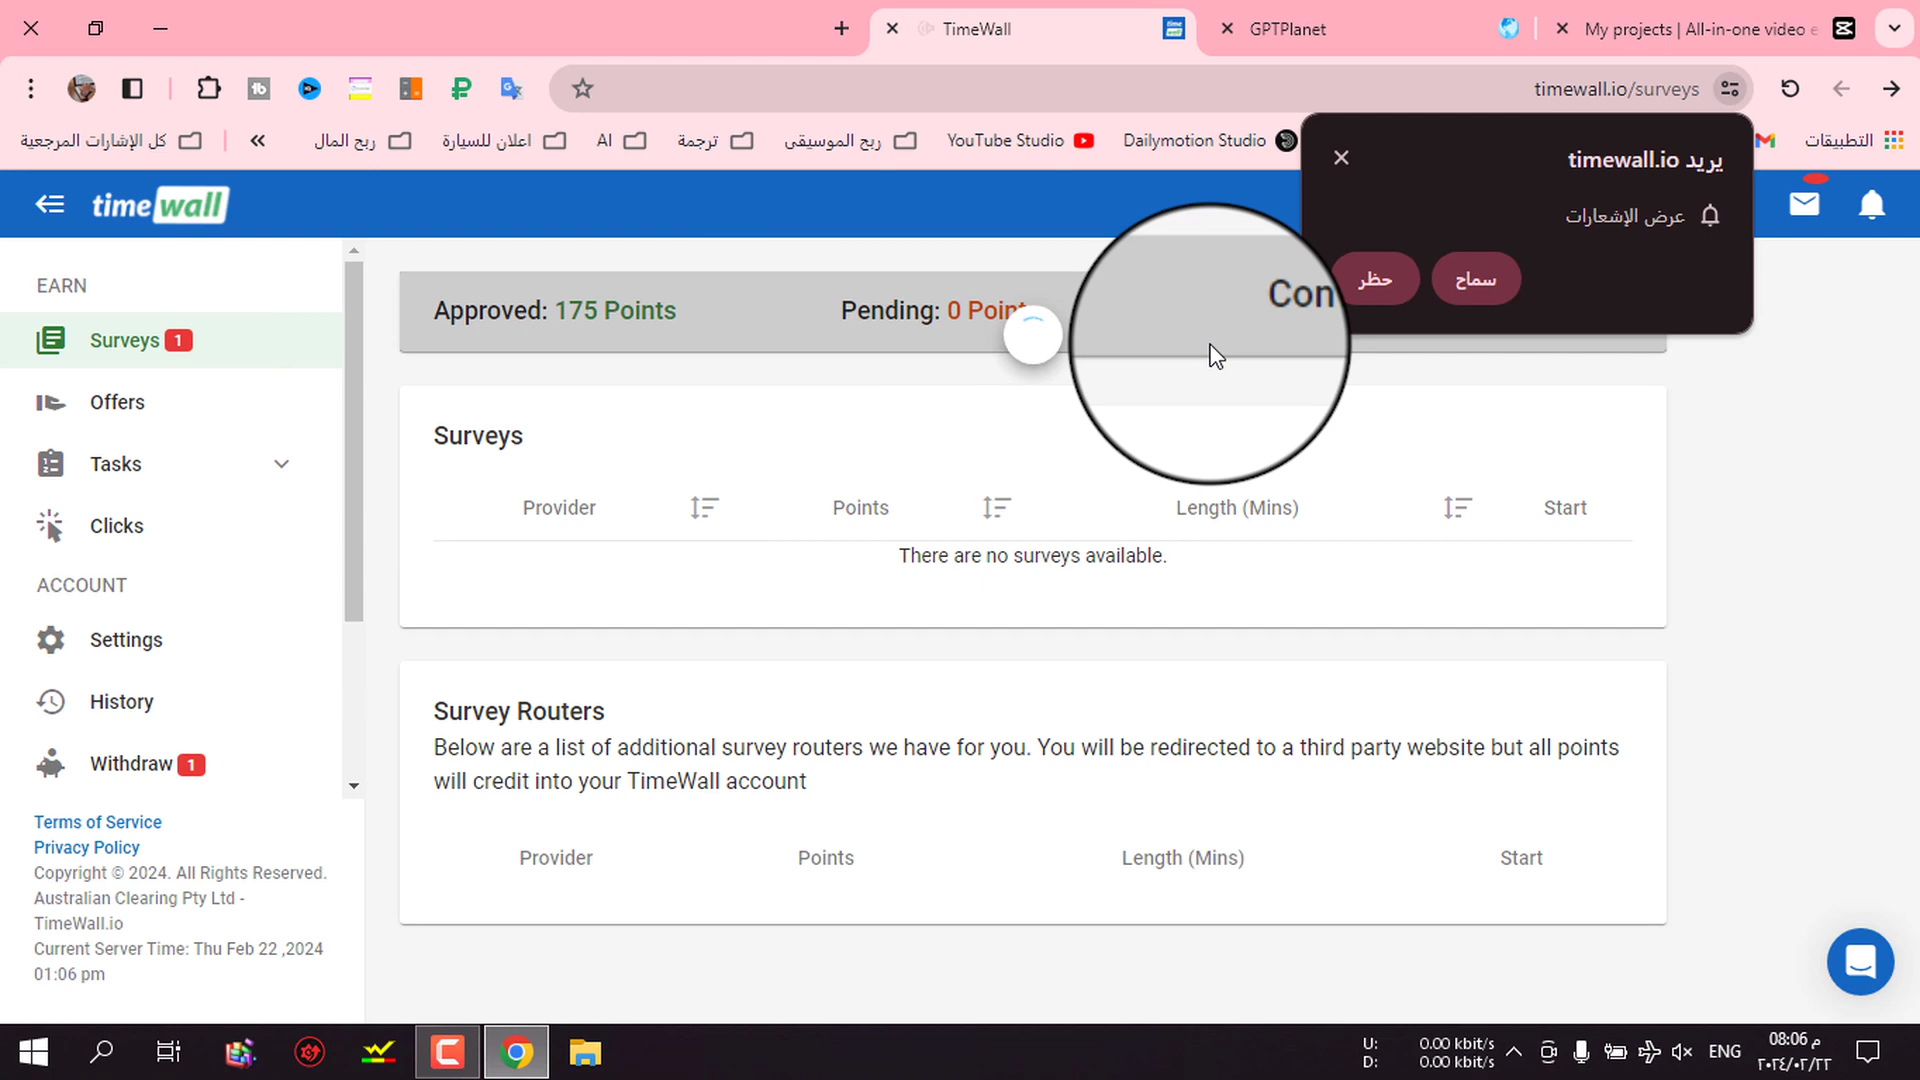 TimeWall
GPTPlanet
My projects | All-in-one video e
timewall.io/surveys
كل الإشارات المرجعية
ربح المال
اعلان للسيارة
AI
ترجمة
ربح الموسيقى
YouTube Studio
Dailymotion Studio
التطبيقات
يريد timewall.io
عرض الإشعارات
سماح
حظر
time wall
EARN
Surveys 1
Offers
Tasks
Clicks
ACCOUNT
Settings
History
Withdraw 1
Terms of Service
Privacy Policy
Copyright © 2024. All Rights Reserved.
Australian Clearing Pty Ltd -
TimeWall.io
Current Server Time: Thu Feb 22 ,2024
01:06 pm
Approved: 175 Points
Pending: 0 Point
Con
Surveys
Provider Points Length (Mins) Start
There are no surveys available.
Survey Routers
Below are a list of additional survey routers we have for you. You will be redirected to a third party website but all points
will credit into your TimeWall account
Provider Points Length (Mins) Start
U: 0.00 kbit/s
D: 0.00 kbit/s
ENG
08:06 م
٢٠٢٤/٠٢/٢٢